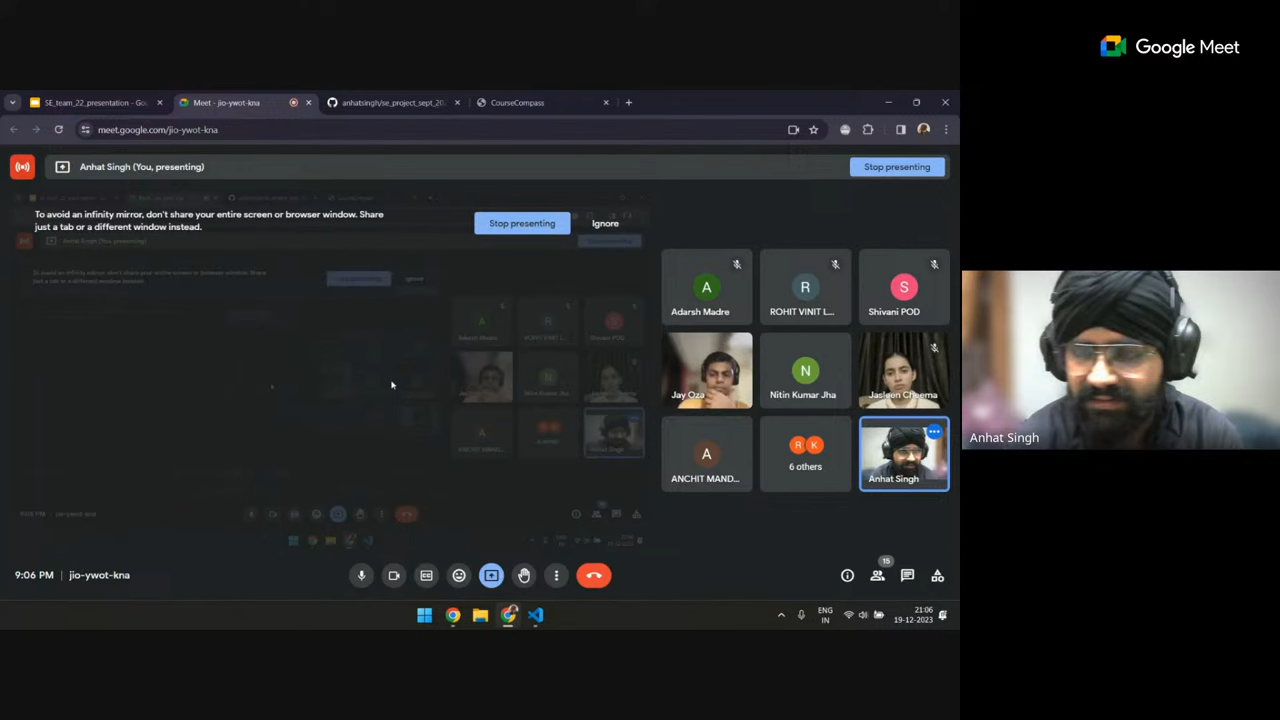 Google Meet
SE_team_22_presentation - Go
Meet - jio-ywot-kna
anhatsingh/se_project_sept_20
CourseCompass
meet.google.com/jio-ywot-kna
Anhat Singh (You, presenting)
Stop presenting
To avoid an infinity mirror, don't share your entire screen or browser window. Share
just a tab or a different window instead.
Stop presenting
Ignore
A
Adarsh Madre
R
ROHIT VINIT L...
S
Shivani POD
Jay Oza
N
Nitin Kumar Jha
Jasleen Cheema
A
ANCHIT MAND...
R K
6 others
Anhat Singh
Anhat Singh
9:06 PM | jio-ywot-kna
15
ENG
IN
21:06
19-12-2023